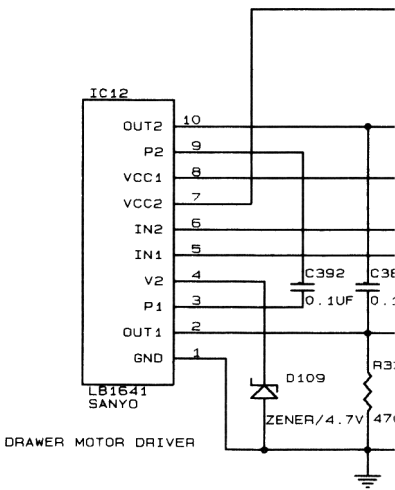 IC12
OUT2 10
P2 9
VCC1 8
VCC2 7
IN2 6
IN1 5
V2 4
P1 3
OUT1 2
GND 1
LB1641
SANYO
C392
0.1UF
D109
ZENER/4.7V
DRAWER MOTOR DRIVER